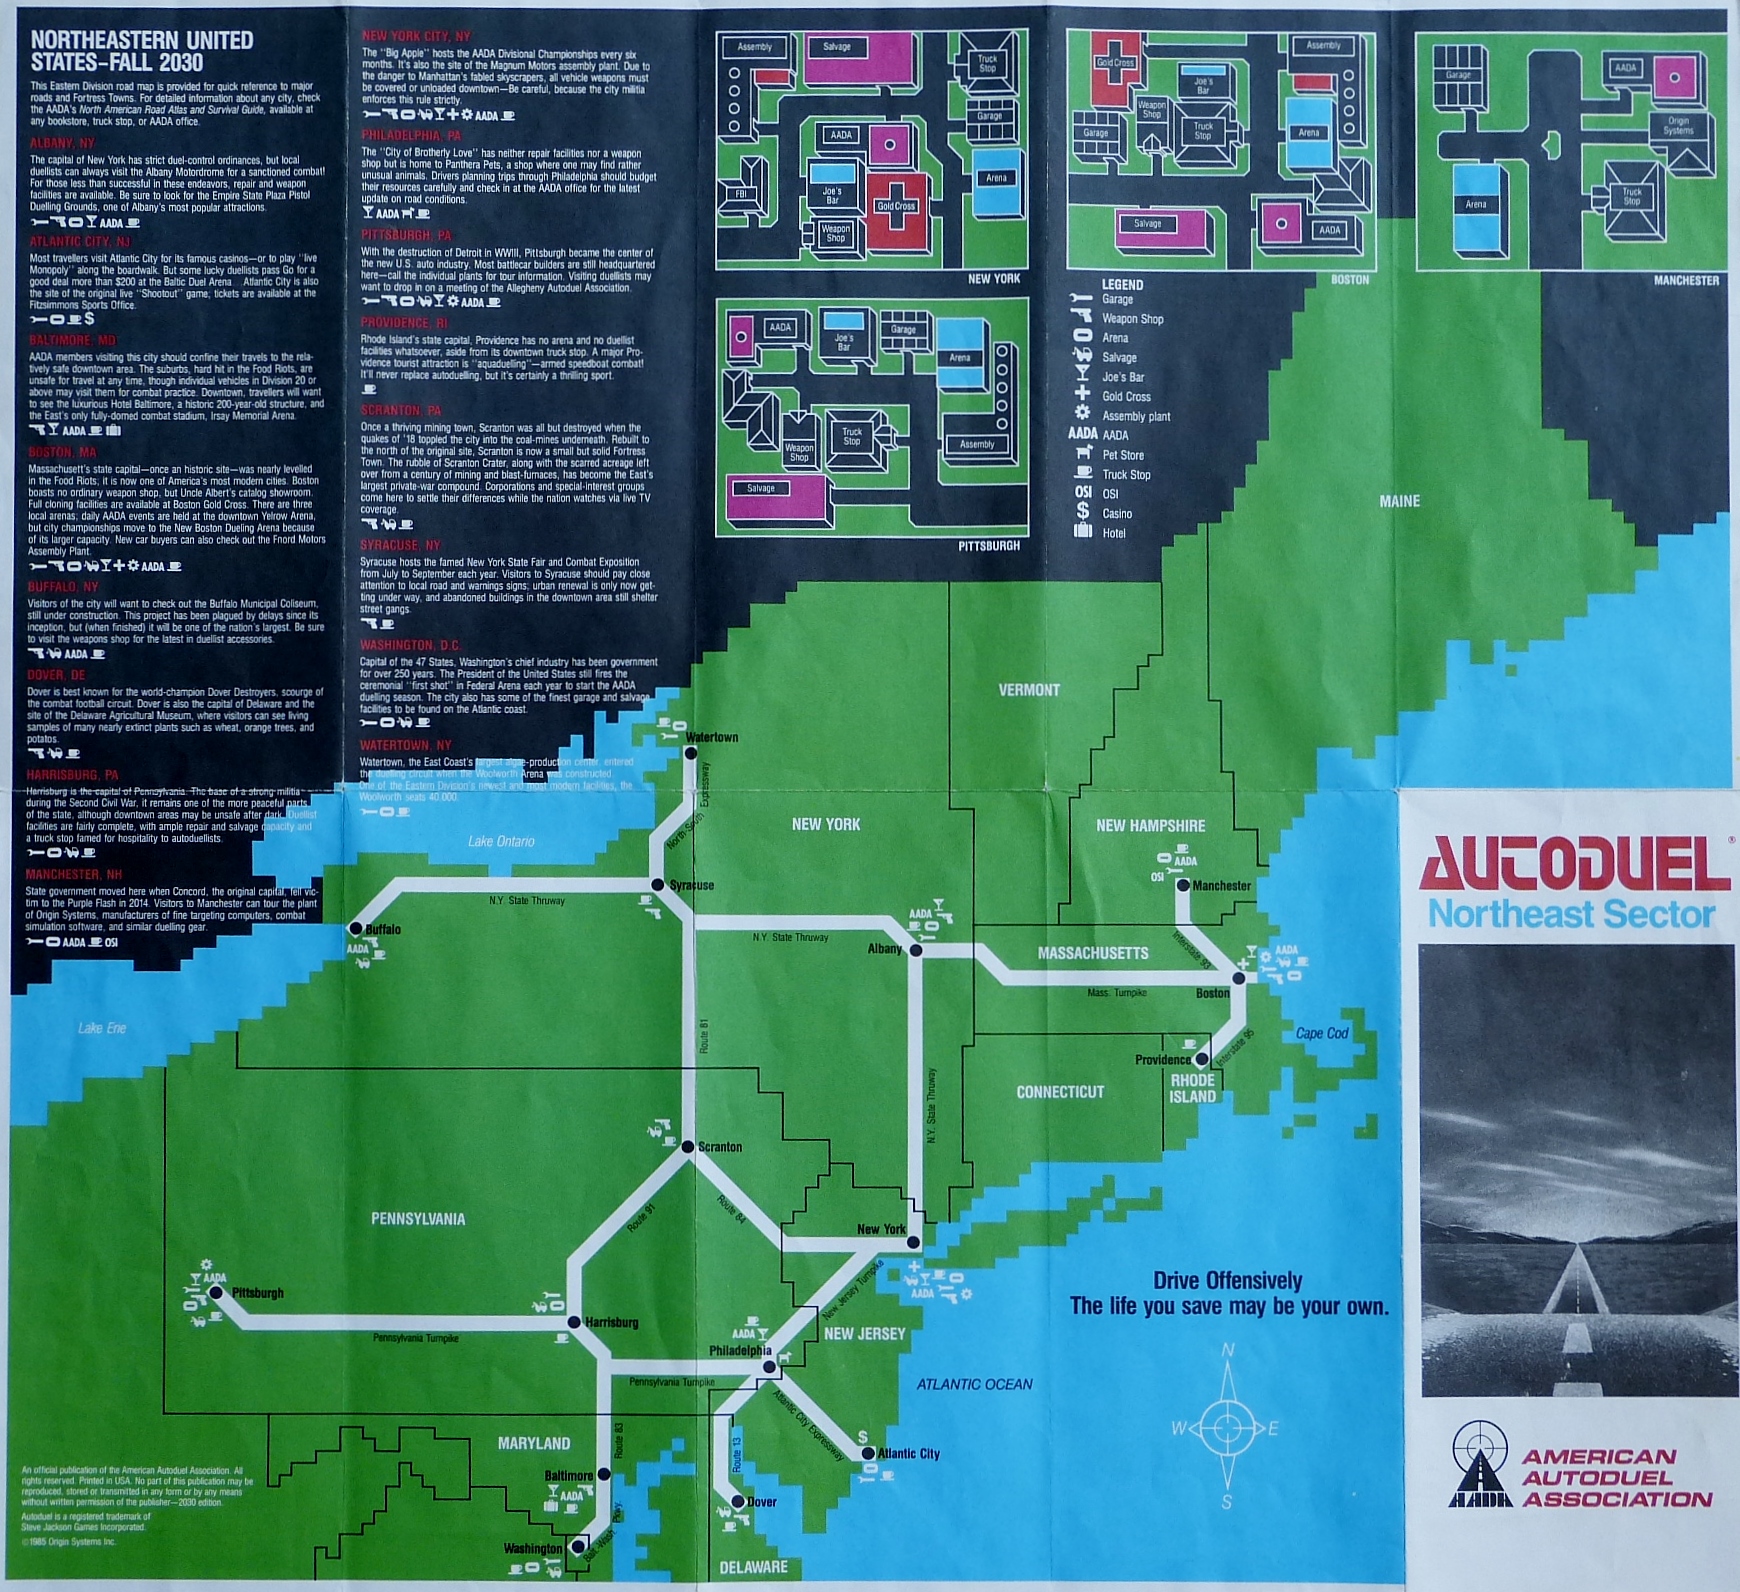 NORTHEASTERN UNITED
STATES–FALL 2030
This Eastern Division road map is provided for quick reference to major
roads and Fortress Towns. For detailed information about any city, check
the AADA's North American Road Atlas and Survival Guide, available at
any bookstore, truck stop, or AADA office.
ALBANY, NY
The capital of New York has strict duel-control ordinances, but local
duellists can always visit the Albany Motordrome for a sanctioned combat!
For those less than successful in these endeavors, repair and weapon
facilities are available. Be sure to look for the Empire State Plaza Pistol
Duelling Grounds, one of Albany's most popular attractions.
AADA
ATLANTIC CITY, NJ
Most travellers visit Atlantic City for its famous casinos—or to play "live
Monopoly" along the boardwalk. But some lucky duellists pass Go for a
good deal more than $200 at the Baltic Duel Arena. Atlantic City is also
the site of the original live "Shootout" game; tickets are available at the
Fitzsimmons Sports Office.
$
BALTIMORE, MD
AADA members visiting this city should confine their travels to the rela-
tively safe downtown area. The suburbs, hard hit in the Food Riots, are
unsafe for travel at any time, though individual vehicles in Division 20 or
above may visit them for combat practice. Downtown, travellers will want
to see the luxurious Hotel Baltimore, a historic 200-year-old structure, and
the East's only fully-domed combat stadium, Irsay Memorial Arena.
AADA
BOSTON, MA
Massachusett's state capital—once an historic site—was nearly levelled
in the Food Riots; it is now one of America's most modern cities. Boston
boasts no ordinary weapon shop, but Uncle Albert's catalog showroom.
Full cloning facilities are available at Boston Gold Cross. There are three
local arenas; daily AADA events are held at the downtown Yelrow Arena,
but city championships move to the New Boston Dueling Arena because
of its larger capacity. New car buyers can also check out the Fnord Motors
Assembly Plant.
AADA
BUFFALO, NY
Visitors of the city will want to check out the Buffalo Municipal Coliseum,
still under construction. This project has been plagued by delays since its
inception, but (when finished) it will be one of the nation's largest. Be sure
to visit the weapons shop for the latest in duellist accessories.
AADA
DOVER, DE
Dover is best known for the world-champion Dover Destroyers, scourge of
the combat football circuit. Dover is also the capital of Delaware and the
site of the Delaware Agricultural Museum, where visitors can see living
samples of many nearly extinct plants such as wheat, orange trees, and
potatos.
HARRISBURG, PA
Harrisburg is the capital of Pennsylvania. The base of a strong militia
during the Second Civil War, it remains one of the more peaceful parts
of the state, although downtown areas may be unsafe after dark. Duellist
facilities are fairly complete, with ample repair and salvage capacity and
a truck stop famed for hospitality to autoduellists.
MANCHESTER, NH
State government moved here when Concord, the original capital, fell vic-
tim to the Purple Flash in 2014. Visitors to Manchester can tour the plant
of Origin Systems, manufacturers of fine targeting computers, combat
simulation software, and similar duelling gear.
AADA OSI
NEW YORK CITY, NY
The "Big Apple" hosts the AADA Divisional Championships every six
months. It's also the site of the Magnum Motors assembly plant. Due to
the danger to Manhattan's fabled skyscrapers, all vehicle weapons must
be covered or unloaded downtown—Be careful, because the city militia
enforces this rule strictly.
AADA
PHILADELPHIA, PA
The "City of Brotherly Love" has neither repair facilities nor a weapon
shop but is home to Panthera Pets, a shop where one may find rather
unusual animals. Drivers planning trips through Philadelphia should budget
their resources carefully and check in at the AADA office for the latest
update on road conditions.
AADA
PITTSBURGH, PA
With the destruction of Detroit in WWIII, Pittsburgh became the center of
the new U.S. auto industry. Most battlecar builders are still headquartered
here—call the individual plants for tour information. Visiting duellists may
want to drop in on a meeting of the Allegheny Autoduel Association.
AADA
PROVIDENCE, RI
Rhode Island's state capital, Providence has no arena and no duellist
facilities whatsoever, aside from its downtown truck stop. A major Pro-
vidence tourist attraction is "aquaduelling"—armed speedboat combat!
It'll never replace autoduelling, but it's certainly a thrilling sport.
SCRANTON, PA
Once a thriving mining town, Scranton was all but destroyed when the
quakes of '18 toppled the city into the coal-mines underneath. Rebuilt to
the north of the original site, Scranton is now a small but solid Fortress
Town. The rubble of Scranton Crater, along with the scarred acreage left
over from a century of mining and blast-furnaces, has become the East's
largest private-war compound. Corporations and special-interest groups
come here to settle their differences while the nation watches via live TV
coverage.
SYRACUSE, NY
Syracuse hosts the famed New York State Fair and Combat Exposition
from July to September each year. Visitors to Syracuse should pay close
attention to local road and warnings signs; urban renewal is only now get-
ting under way, and abandoned buildings in the downtown area still shelter
street gangs.
WASHINGTON, D.C.
Capital of the 47 States, Washington's chief industry has been government
for over 250 years. The President of the United States still fires the
ceremonial "first shot" in Federal Arena each year to start the AADA
duelling season. The city also has some of the finest garage and salvage
facilities to be found on the Atlantic coast.
WATERTOWN, NY
Watertown, the East Coast's largest algae-production center, entered
the duelling circuit when the Woolworth Arena was constructed.
One of the Eastern Division's newest and most modern facilities, the
Woolworth seats 40,000.
Assembly
Salvage
Truck
Stop
Garage
AADA
Arena
FBI
Joe's
Bar
Gold Cross
Weapon
Shop
NEW YORK
Gold Cross
Assembly
Joe's
Bar
Weapon
Shop
Garage
Truck
Stop
Arena
Salvage
AADA
BOSTON
Garage
AADA
Origin
Systems
Arena
Truck
Stop
MANCHESTER
AADA
Joe's
Bar
Garage
Arena
Weapon
Shop
Truck
Stop
Assembly
Salvage
PITTSBURGH
LEGEND
Garage
Weapon Shop
Arena
Salvage
Joe's Bar
Gold Cross
Assembly plant
AADA AADA
Pet Store
Truck Stop
OSI OSI
$ Casino
Hotel
MAINE
VERMONT
NEW HAMPSHIRE
NEW YORK
MASSACHUSETTS
CONNECTICUT
RHODE
ISLAND
PENNSYLVANIA
NEW JERSEY
MARYLAND
DELAWARE
Lake Ontario
Lake Erie
Cape Cod
ATLANTIC OCEAN
Watertown
North-South Expressway
Syracuse
N.Y. State Thruway
Buffalo
AADA
N.Y. State Thruway
AADA
Albany
Mass. Turnpike
AADA
OSI
Manchester
Interstate 93
AADA
Boston
Interstate 95
Providence
Route 81
N.Y. State Thruway
Scranton
Route 91
Route 84
New York
AADA
New Jersey Turnpike
AADA
Pittsburgh
Pennsylvania Turnpike
Harrisburg
Pennsylvania Turnpike
AADA
Philadelphia
Atlantic City Expressway
$
Atlantic City
Route 13
Dover
Route 83
Baltimore
AADA
Balt.-Wash. Pkwy.
Washington
Drive Offensively
The life you save may be your own.
N
W E
S
An official publication of the American Autoduel Association. All
rights reserved. Printed in USA. No part of this publication may be
reproduced, stored or transmitted in any form or by any means
without written permission of the publisher—2030 edition.
Autoduel is a registered trademark of
Steve Jackson Games Incorporated.
©1985 Origin Systems Inc.
AUTODUEL®
Northeast Sector
AADA
AMERICAN
AUTODUEL
ASSOCIATION